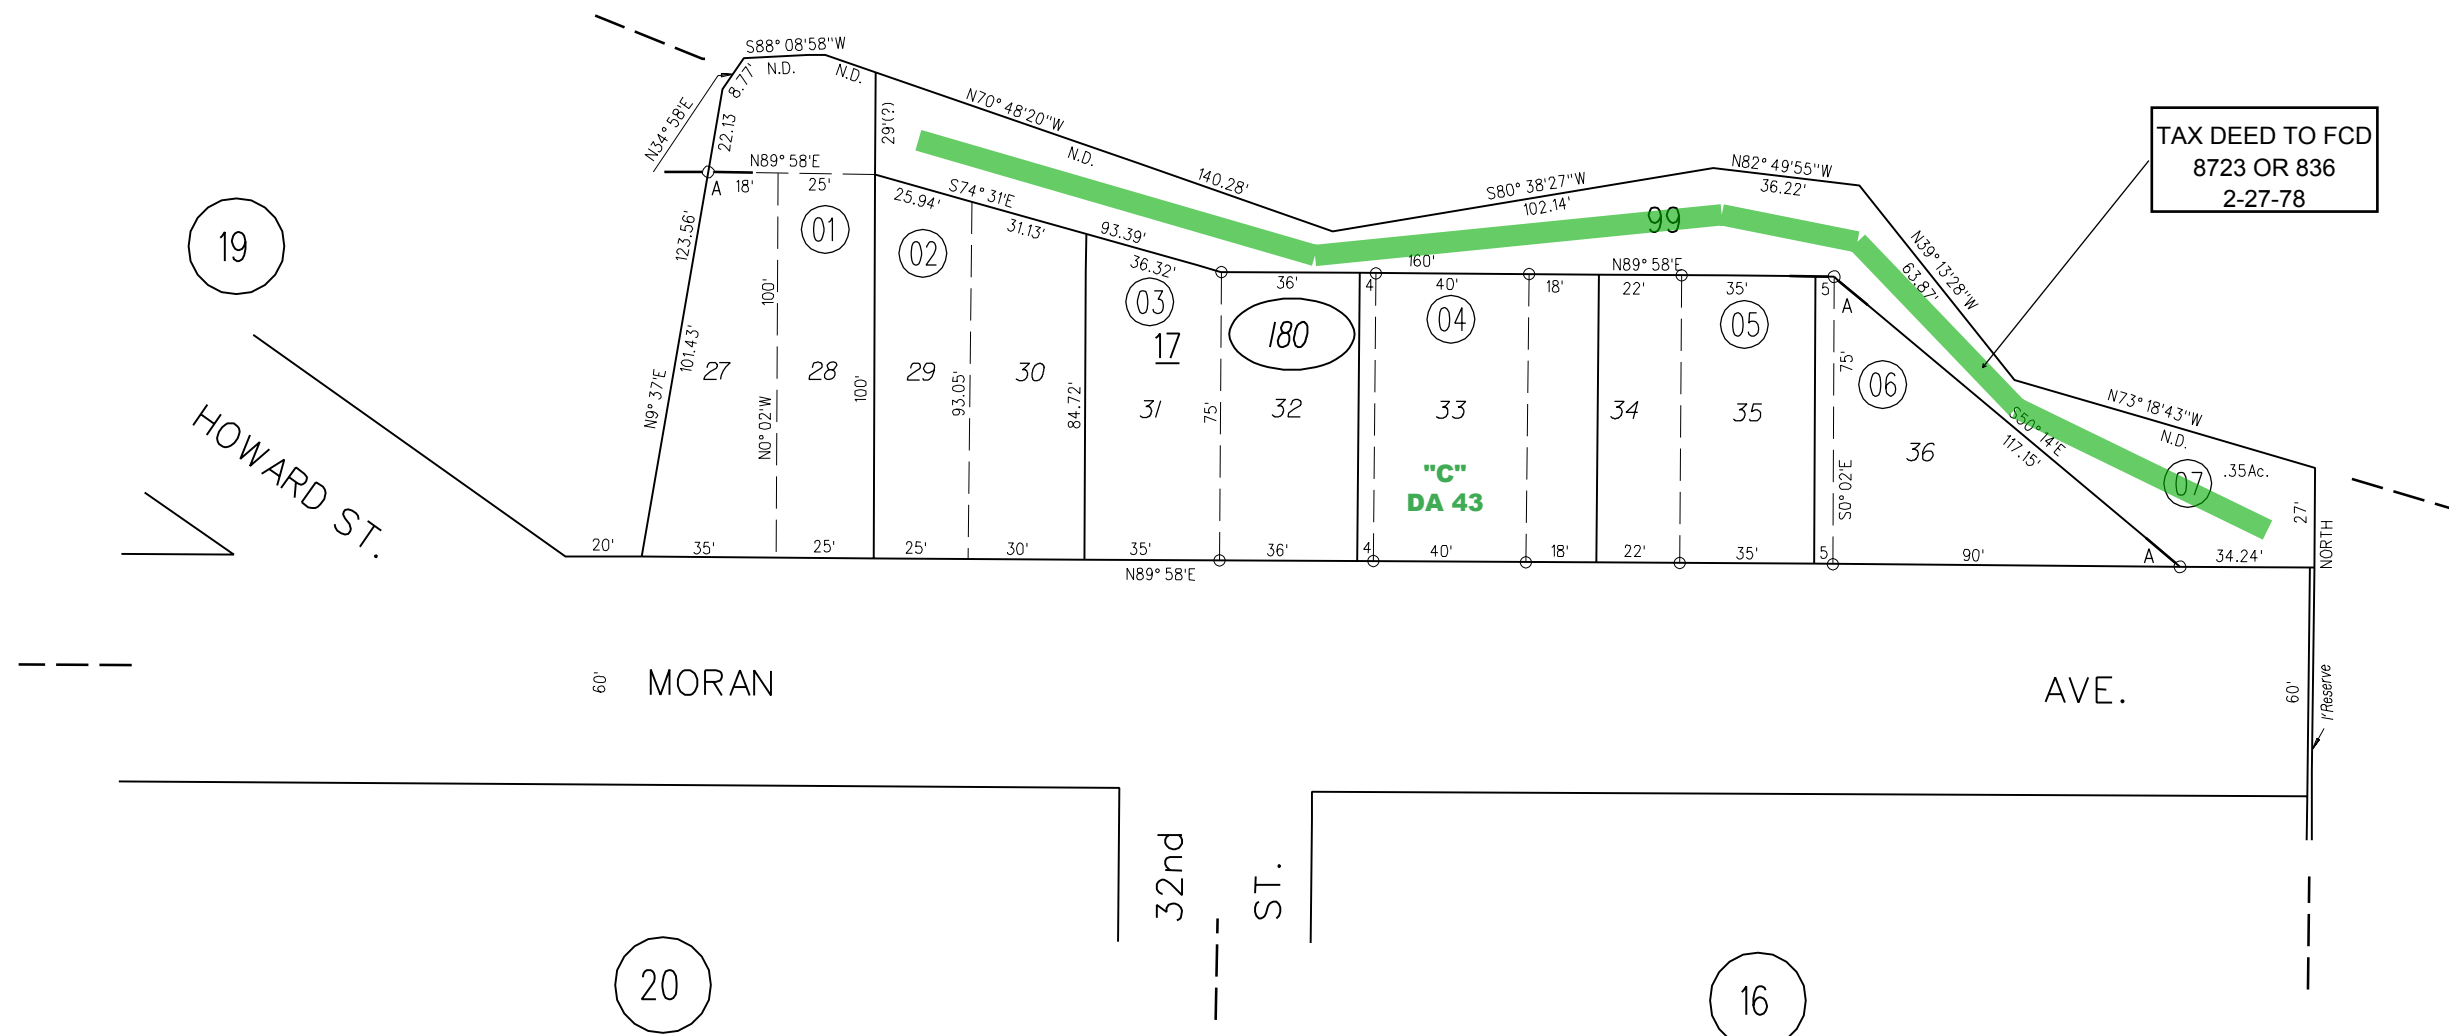 S88° 08'58"W
N.D.
N.D.
8.77'
N34° 58'E
22.13
29'(?)
N70° 48'20"W
N.D.
140.28'
N89° 58'E
A
18'
25'
S74° 31'E
25.94'
31.13'
93.39'
36.32'
S80° 38'27"W
102.14'
N82° 49'55"W
36.22'
99
TAX DEED TO FCD
8723 OR 836
2-27-78
19
01
02
03
123.56'
101.43'
N9° 37'E
100'
N0° 02'W
100'
93.05'
84.72'
75'
160'
N89° 58'E
36'
4
40'
18'
22'
35'
5
A
N39° 13'28"W
63.87'
180
17
04
05
06
75'
S0° 02'E
27
28
29
30
31
32
33
34
35
36
"C"
DA 43
S50° 14'E
117.15'
N73° 18'43"W
N.D.
.35Ac.
07
27'
NORTH
HOWARD ST.
20'
35'
25'
25'
30'
35'
36'
4
40'
18'
22'
35'
5
90'
A
34.24'
N89° 58'E
60'
MORAN
AVE.
60'
1'Reserve
32nd
ST.
20
16